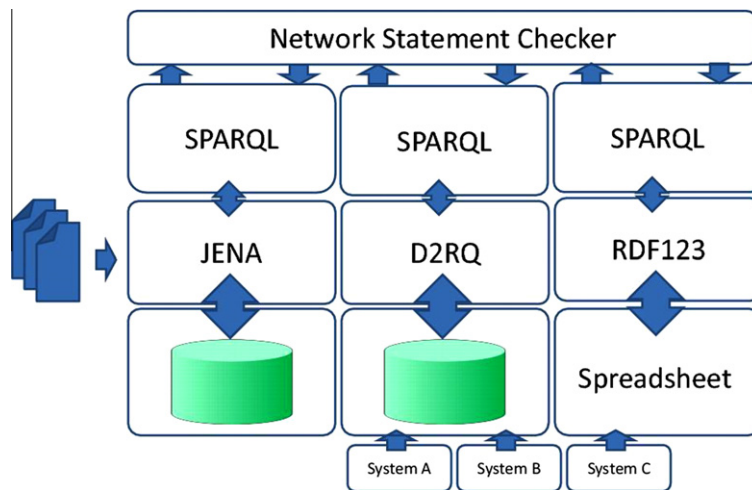 Network Statement Checker
SPARQL
SPARQL
SPARQL
JENA
D2RQ
RDF123
Spreadsheet
System A
System B
System C